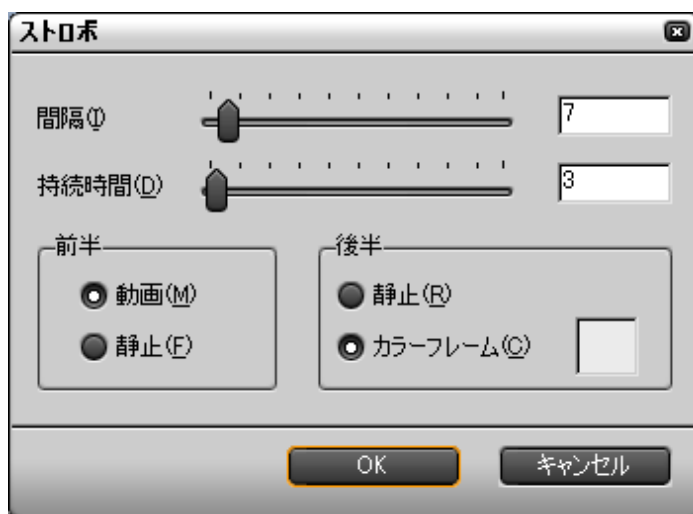 ストロボ
間隔(I) 7
持続時間(D) 3
前半 後半
動画(M) 静止(R)
静止(F) カラーフレーム(C)
OK キャンセル